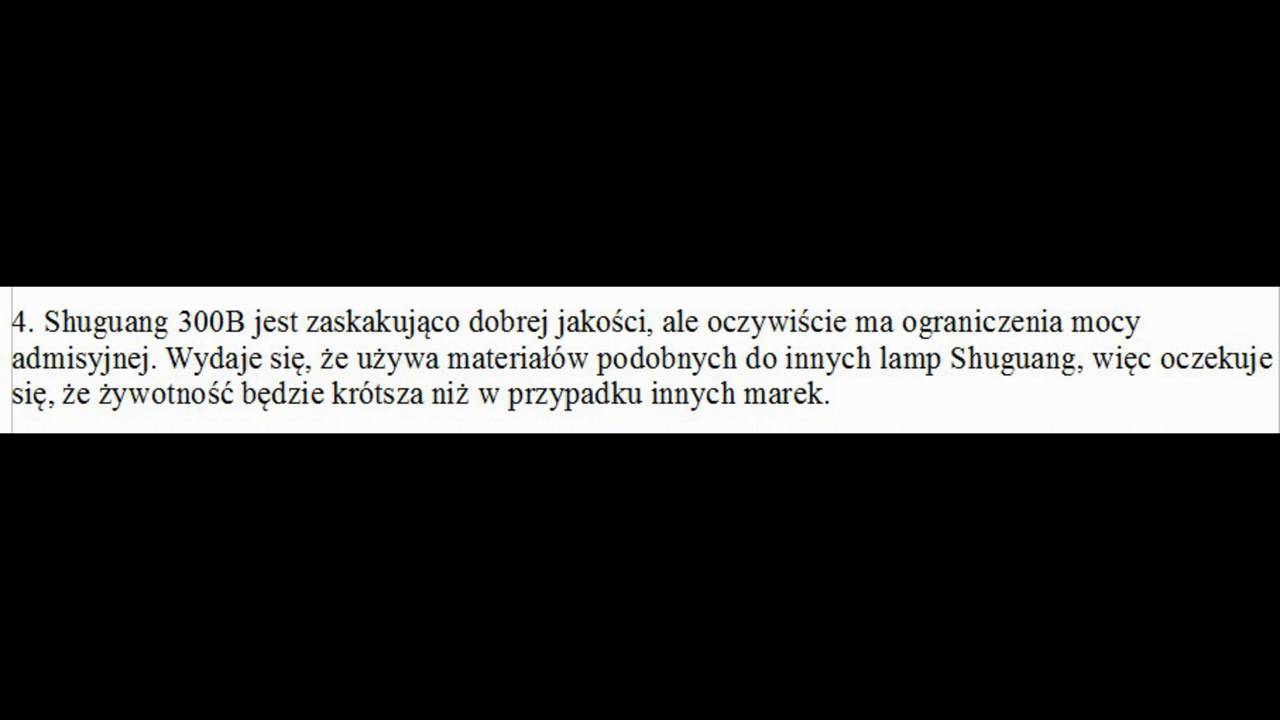 4. Shuguang 300B jest zaskakująco dobrej jakości, ale oczywiście ma ograniczenia mocy
admisyjnej. Wydaje się, że używa materiałów podobnych do innych lamp Shuguang, więc oczekuje
się, że żywotność będzie krótsza niż w przypadku innych marek.